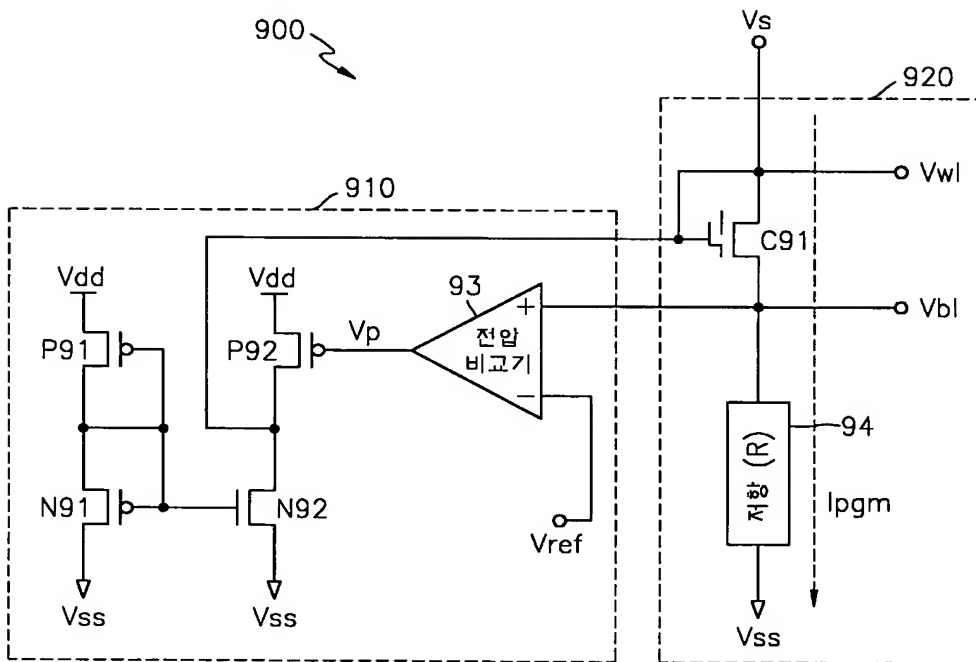 900
Vs
920
Vwl
910
C91
Vdd
Vdd
93
Vbl
P91
P92
Vp
+
전압
비교기
−
94
저항 (R)
N91
N92
Ipgm
Vref
Vss
Vss
Vss